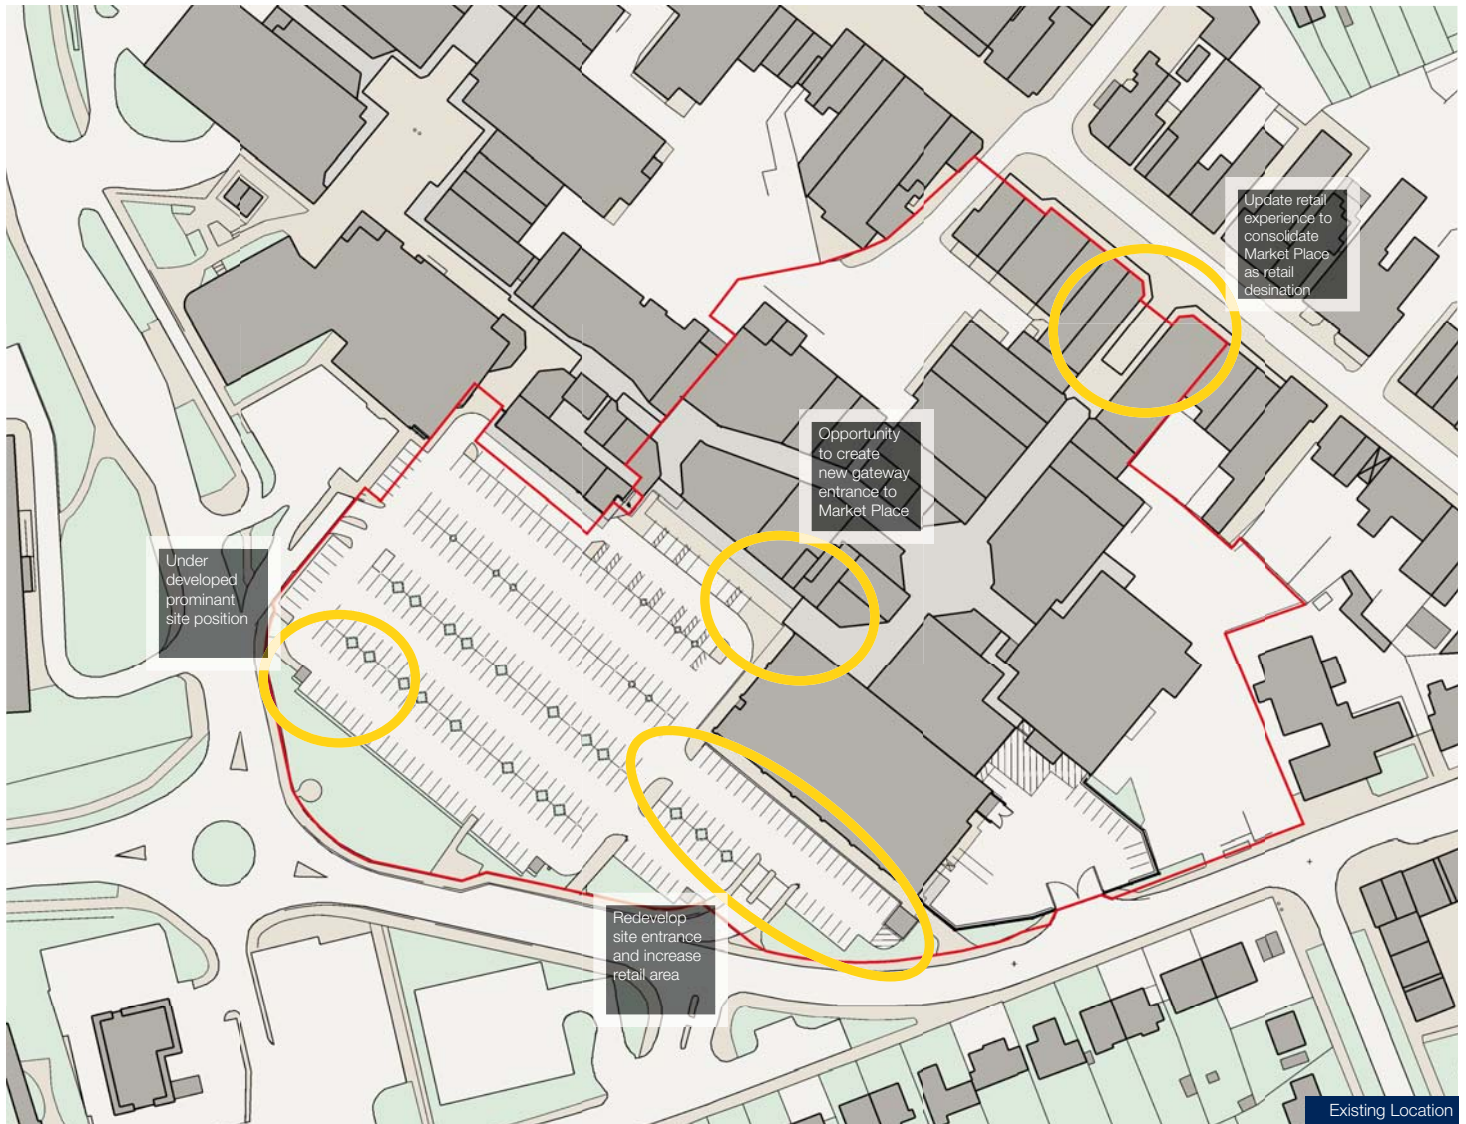 Update retail
experience to
consolidate
Market Place
as retail
desination
Opportunity
to create
new gateway
entrance to
Market Place
Under
developed
prominant
site position
Redevelop
site entrance
and increase
retail area
Existing Location